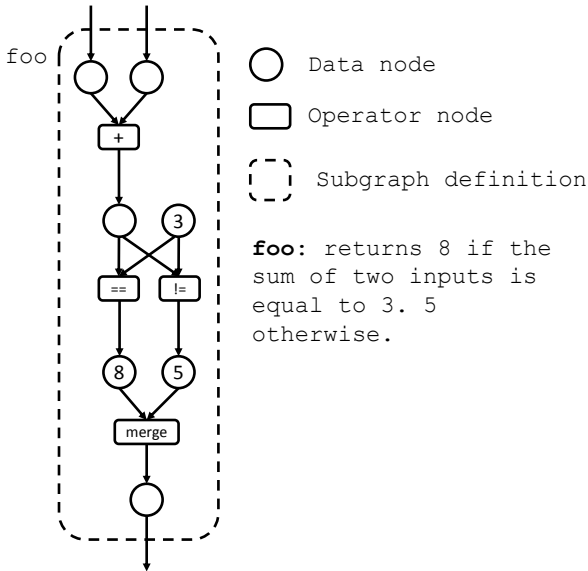 foo
Data node
Operator node
+
Subgraph definition
3
foo: returns 8 if the
sum of two inputs is
equal to 3. 5
otherwise.
== !=
8 5
merge